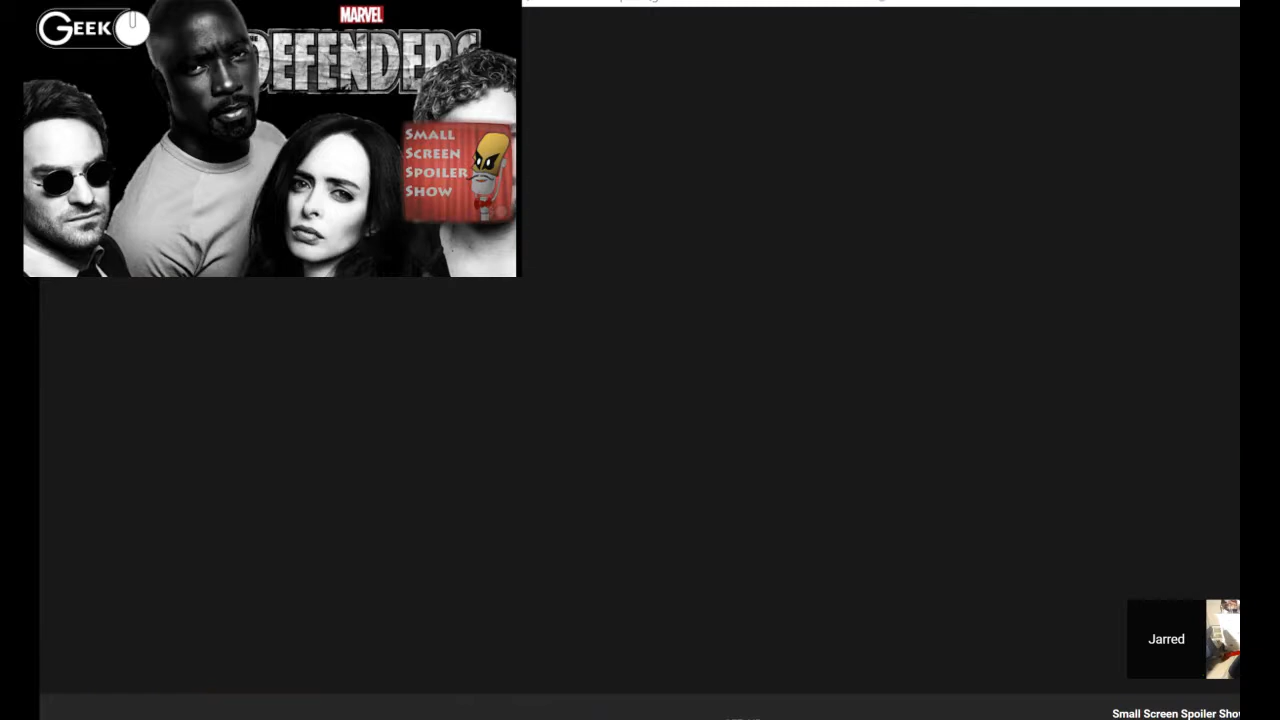 GEEK
MARVEL
DEFENDERS
SMALL
SCREEN
SPOILER
SHOW
Jarred
Small Screen Spoiler Sho